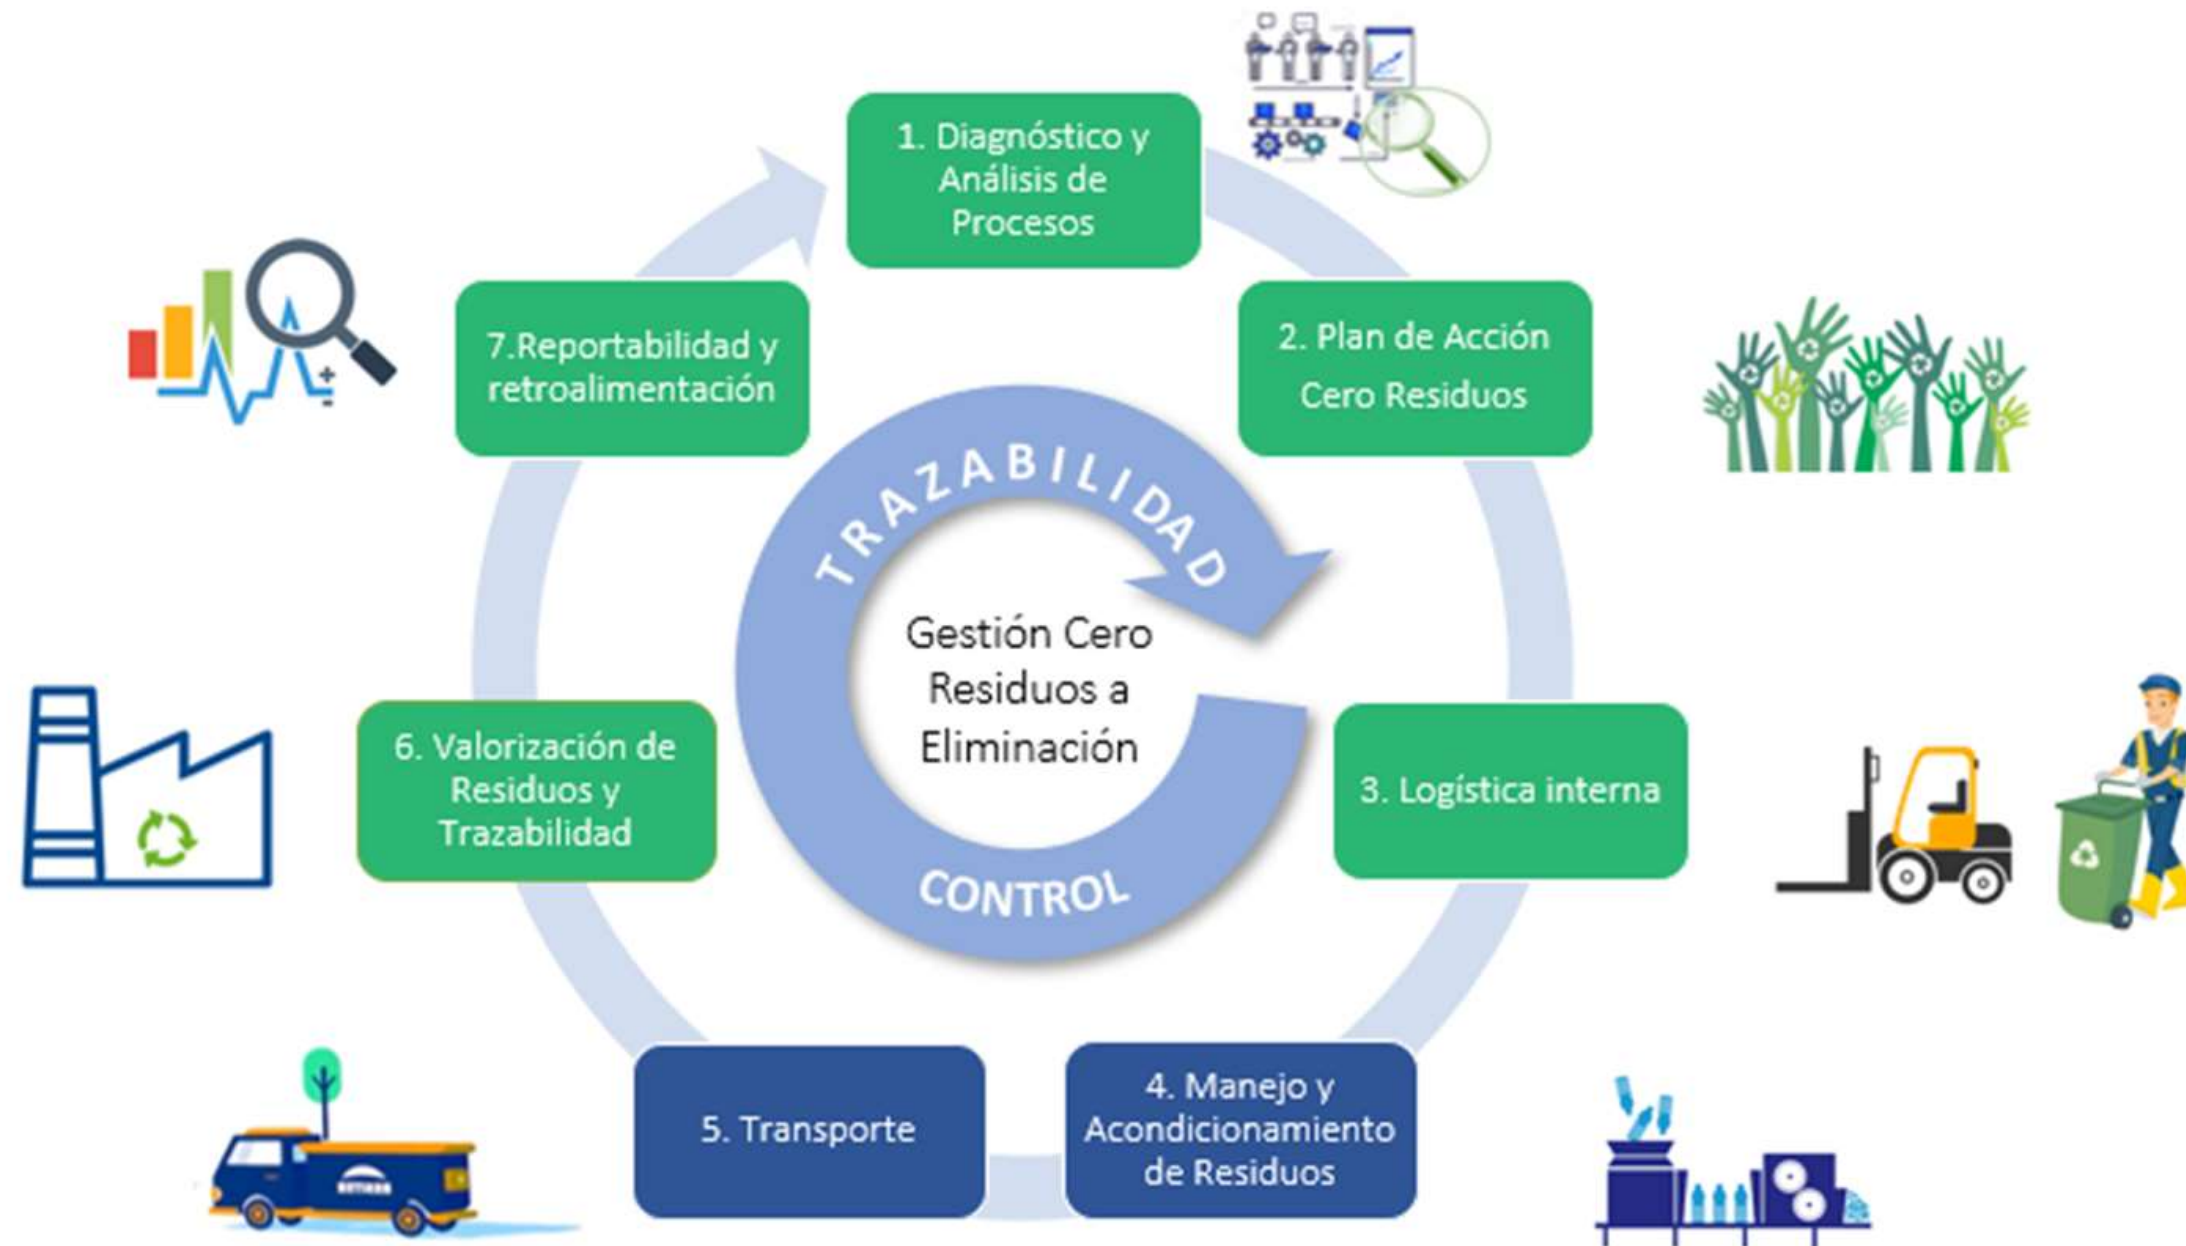 1. Diagnóstico y
Análisis de
Procesos
2. Plan de Acción
Cero Residuos
3. Logística interna
4. Manejo y
Acondicionamiento
de Residuos
5. Transporte
6. Valorización de
Residuos y
Trazabilidad
7.Reportabilidad y
retroalimentación
TRAZABILIDAD
Gestión Cero
Residuos a
Eliminación
CONTROL